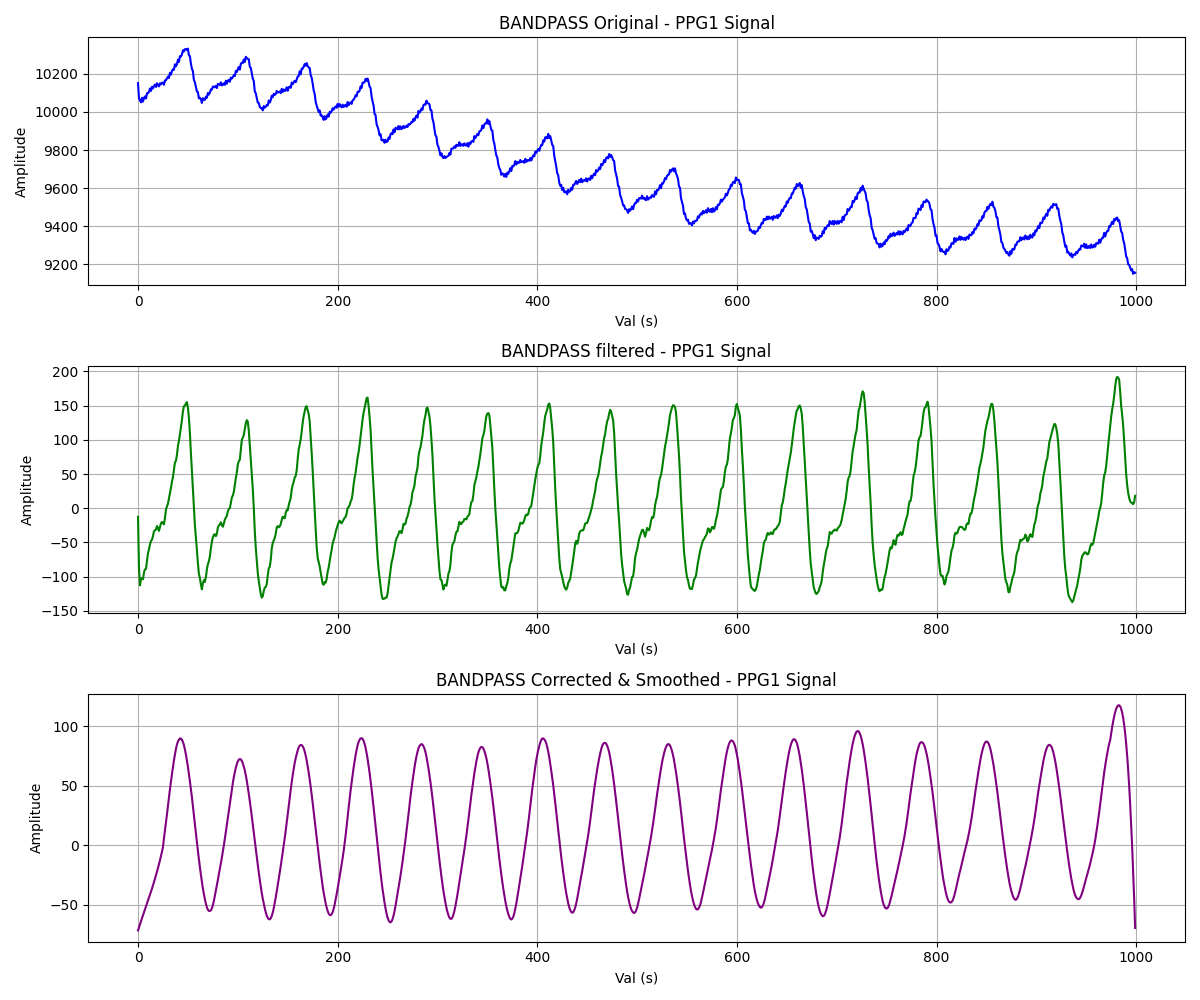 BANDPASS Original - PPG1 Signal
10200
10000
9800
9600
9400
9200
Amplitude
0 200 400 600 800 1000
Val (s)
BANDPASS filtered - PPG1 Signal
200
150
100
50
0
−50
−100
−150
Amplitude
0 200 400 600 800 1000
Val (s)
BANDPASS Corrected & Smoothed - PPG1 Signal
100
50
0
−50
Amplitude
0 200 400 600 800 1000
Val (s)